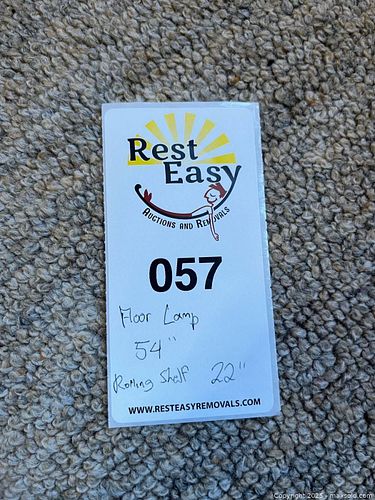 Rest
Easy
AUCTIONS AND REMOVALS
057
Floor Lamp
54"
Rolling Shelf 22"
WWW.RESTEASYREMOVALS.COM
Copyright 2025 - maxsold.com